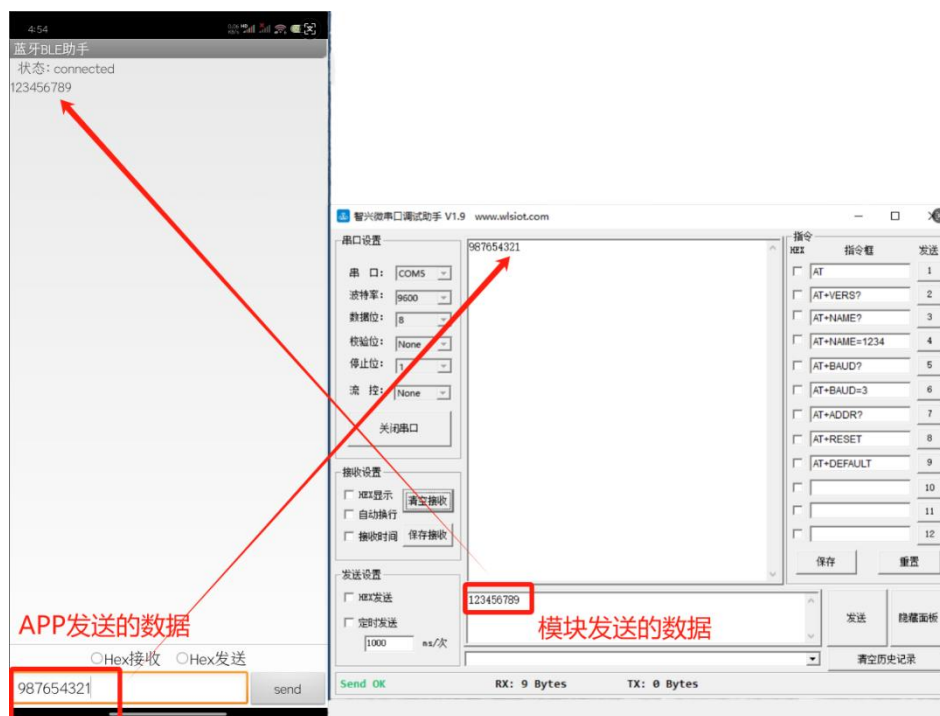 4:54
蓝牙BLE助手
状态: connected
123456789
APP发送的数据
Hex接收 Hex发送
987654321
send
智兴微串口调试助手 V1.9 www.wlsiot.com
串口设置
串 口: COM5
波特率: 9600
数据位: 8
校验位: None
停止位: 1
流 控: None
关闭串口
接收设置
HEX显示 清空接收
自动换行
接收时间 保存接收
发送设置
HEX发送
定时发送
1000 ms/次
987654321
123456789
模块发送的数据
指令
HEX 指令框 发送
AT 1
AT+VERS? 2
AT+NAME? 3
AT+NAME=1234 4
AT+BAUD? 5
AT+BAUD=3 6
AT+ADDR? 7
AT+RESET 8
AT+DEFAULT 9
10
11
12
保存 重置
发送 隐藏面板
清空历史记录
Send OK RX: 9 Bytes TX: 0 Bytes